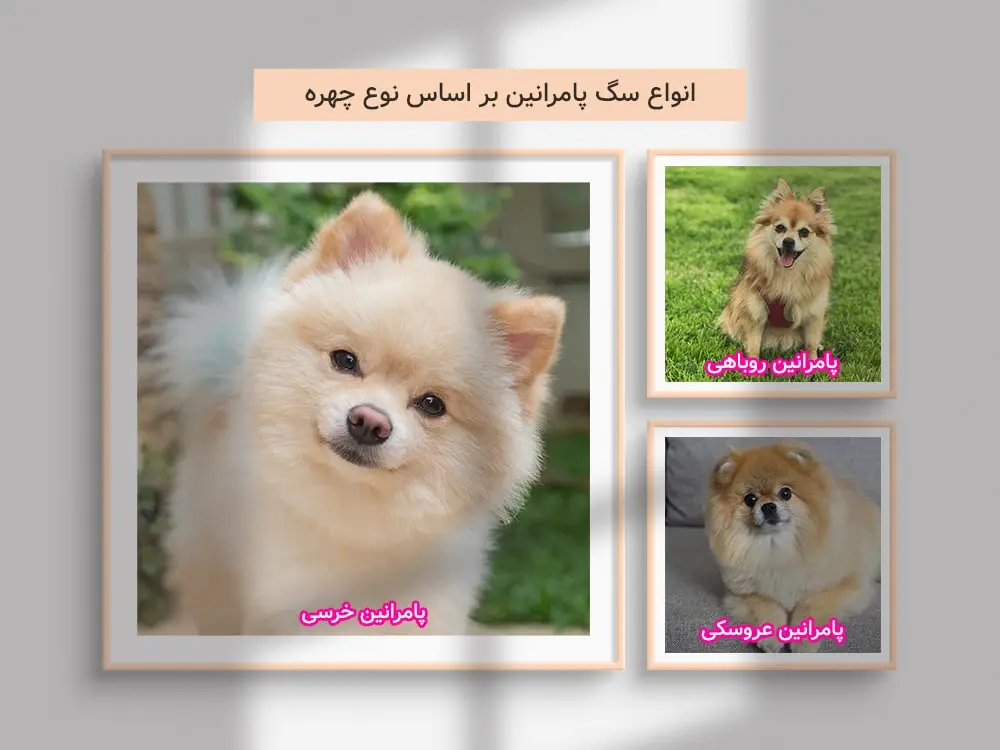 انواع سگ پامرانین بر اساس نوع چهره
پامرانین روباهی
پامرانین خرسی
پامرانین عروسکی